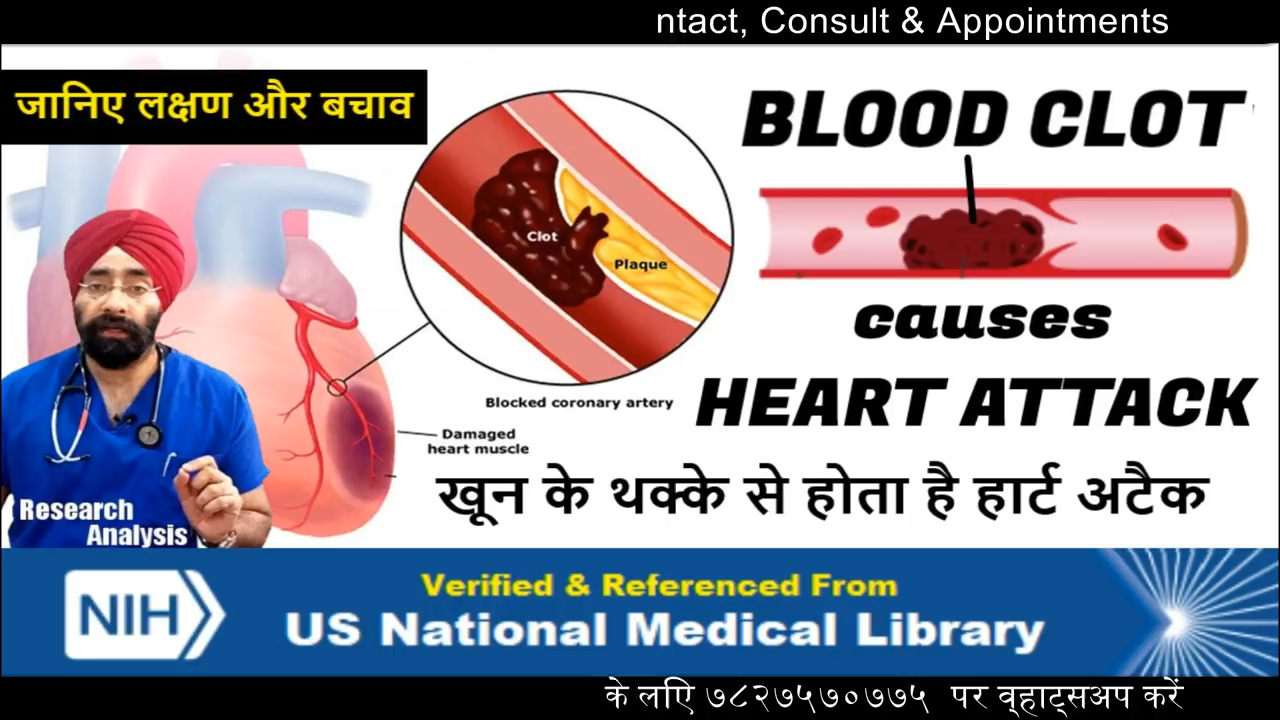 ntact, Consult & Appointments
जानिए लक्षण और बचाव
BLOOD CLOT
Clot
Plaque
causes
Blocked coronary artery
HEART ATTACK
Damaged
heart muscle
खून के थक्के से होता है हार्ट अटैक
Research
Analysis
NIH
Verified & Referenced From
US National Medical Library
के लिए ७८२७५७०७७५ पर व्हाट्सअप करें